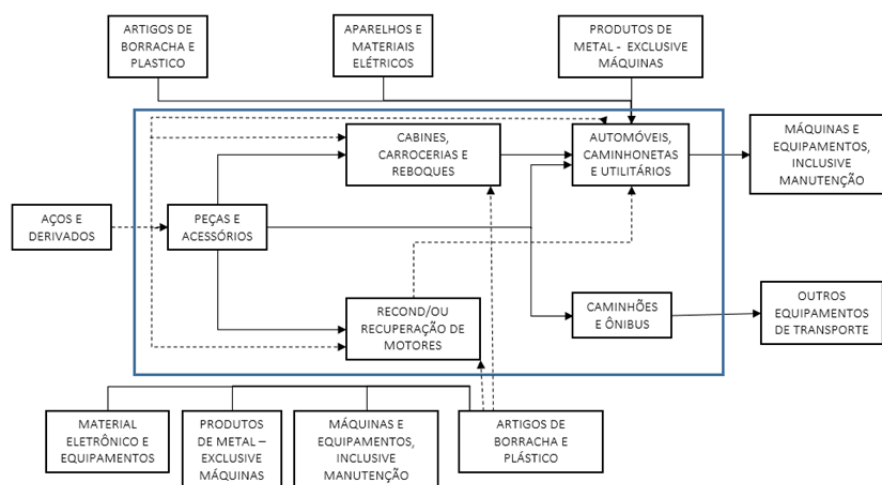 ARTIGOS DE
BORRACHA E
PLASTICO
APARELHOS E
MATERIAIS
ELÉTRICOS
PRODUTOS DE
METAL - EXCLUSIVE
MÁQUINAS
CABINES,
CARROCERIAS E
REBOQUES
AUTOMÓVEIS,
CAMINHONETAS
E UTILITÁRIOS
MÁQUINAS E
EQUIPAMENTOS,
INCLUSIVE
MANUTENÇÃO
AÇOS E
DERIVADOS
PEÇAS E
ACESSÓRIOS
RECOND/OU
RECUPERAÇÃO DE
MOTORES
CAMINHÕES
E ÔNIBUS
OUTROS
EQUIPAMENTOS
DE TRANSPORTE
MATERIAL
ELETRÔNICO E
EQUIPAMENTOS
PRODUTOS
DE METAL –
EXCLUSIVE
MÁQUINAS
MÁQUINAS E
EQUIPAMENTOS,
INCLUSIVE
MANUTENÇÃO
ARTIGOS DE
BORRACHA E
PLÁSTICO